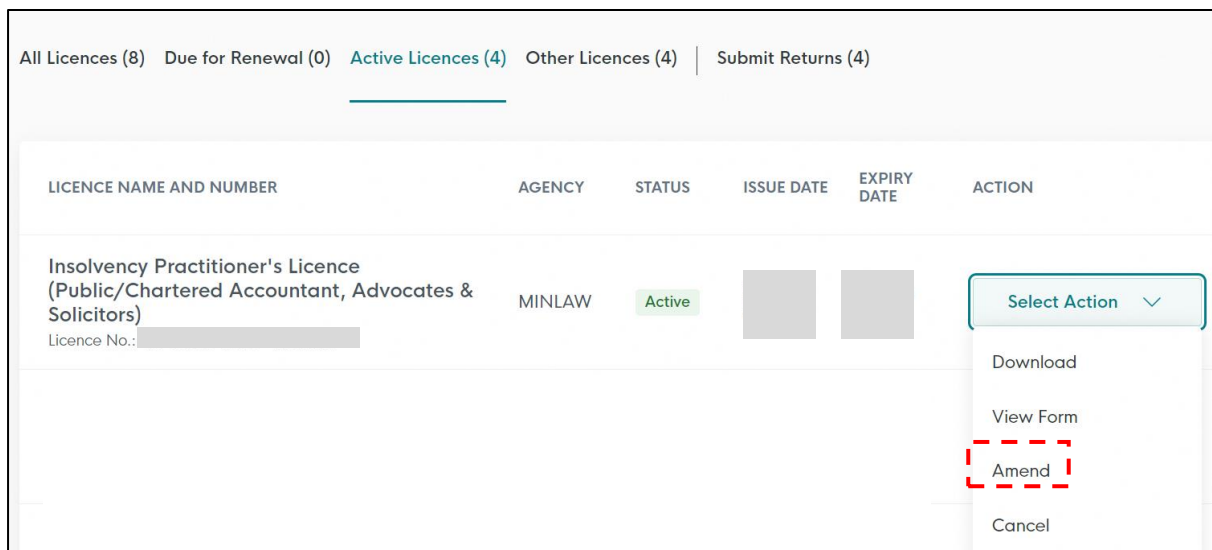 All Licences (8) Due for Renewal (0) Active Licences (4) Other Licences (4) Submit Returns (4)
LICENCE NAME AND NUMBER AGENCY STATUS ISSUE DATE EXPIRY DATE ACTION
Insolvency Practitioner's Licence
(Public/Chartered Accountant, Advocates &
Solicitors)
Licence No.:
MINLAW
Active
Select Action
Download
View Form
Amend
Cancel